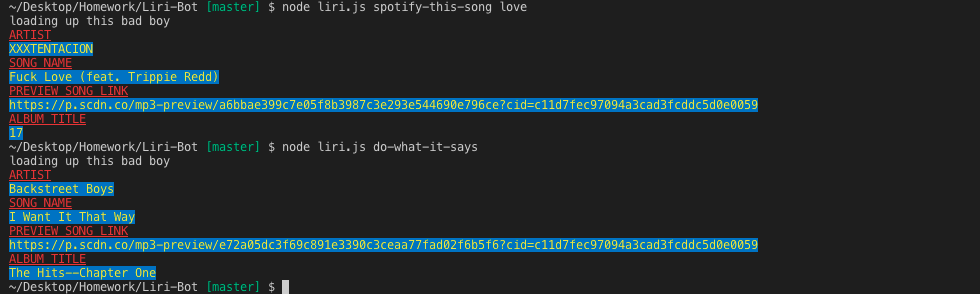 ~/Desktop/Homework/Liri-Bot [master] $ node liri.js spotify-this-song love
loading up this bad boy
ARTIST
XXXTENTACION
SONG NAME
Fuck Love (feat. Trippie Redd)
PREVIEW SONG LINK
https://p.scdn.co/mp3-preview/a6bbae399c7e05f8b3987c3e293e544690e796ce?cid=c11d7fec97094a3cad3fcddc5d0e0059
ALBUM TITLE
17
~/Desktop/Homework/Liri-Bot [master] $ node liri.js do-what-it-says
loading up this bad boy
ARTIST
Backstreet Boys
SONG NAME
I Want It That Way
PREVIEW SONG LINK
https://p.scdn.co/mp3-preview/e72a05dc3f69c891e3390c3ceaa77fad02f6b5f6?cid=c11d7fec97094a3cad3fcddc5d0e0059
ALBUM TITLE
The Hits--Chapter One
~/Desktop/Homework/Liri-Bot [master] $